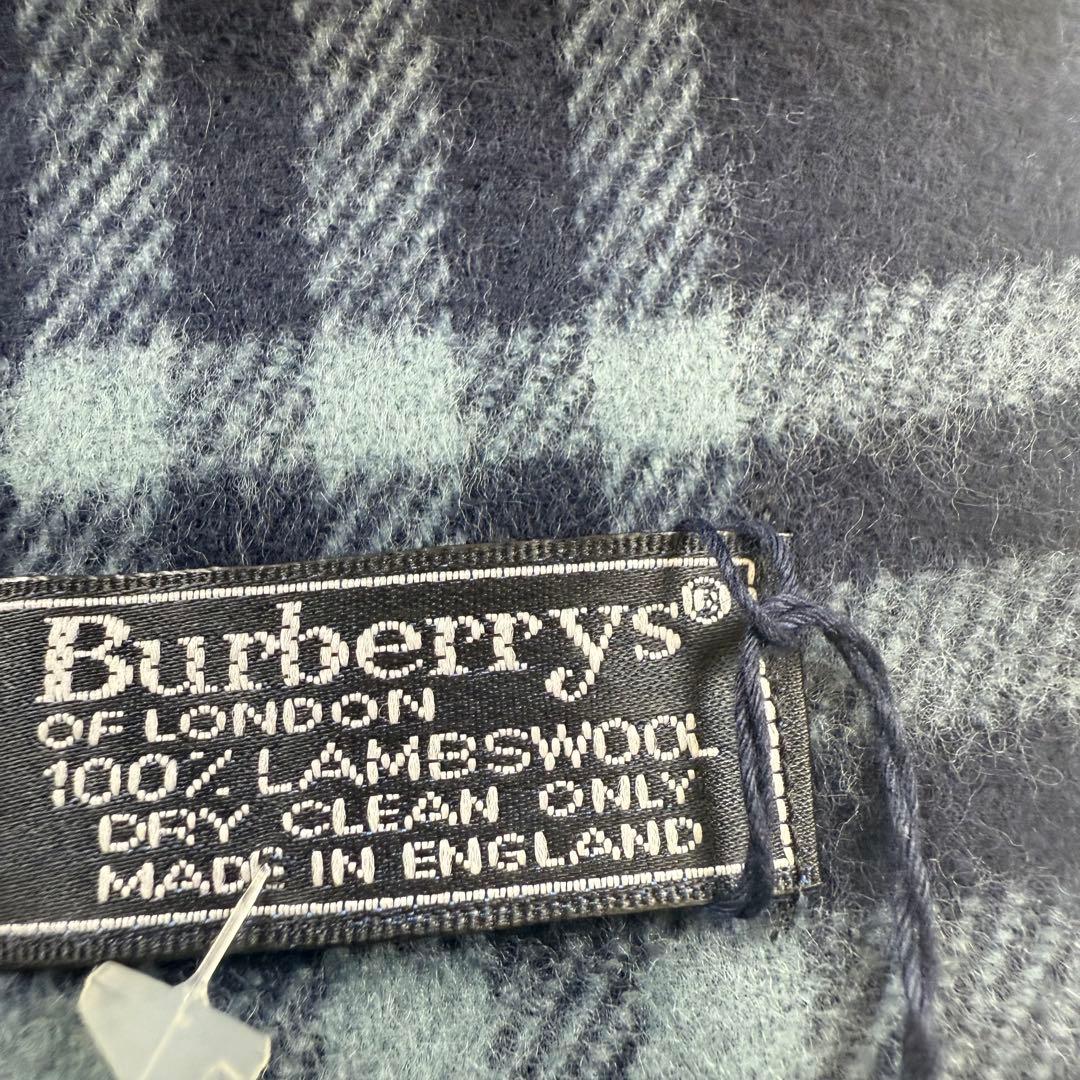 Burberrys®
OF LONDON
100% LAMBSWOOL
DRY CLEAN ONLY
MADE IN ENGLAND